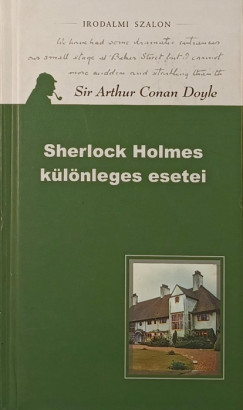 IRODALMI SZALON
We have had some dramatic entrances
our small stage at Baker Street but I cannot
more sudden and startling than the
Sir Arthur Conan Doyle
Sherlock Holmes
különleges esetei